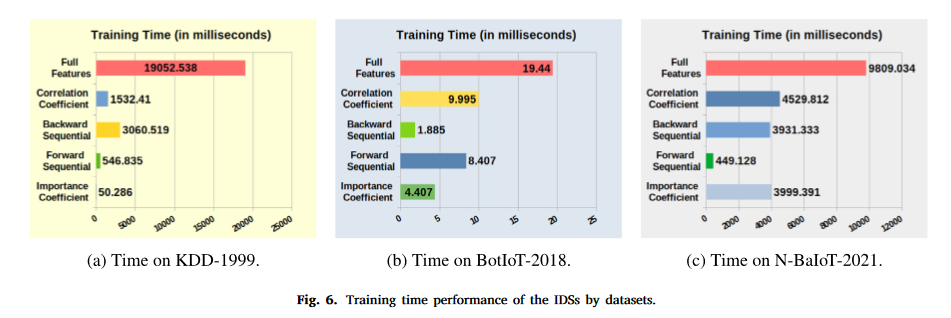 Training Time (in milliseconds)
Full
Features
19052.538
Correlation
Coefficient
1532.41
Backward
Sequential
3060.519
Forward
Sequential
546.835
Importance
Coefficient
50.286
0
5000
10000
15000
20000
25000
(a) Time on KDD-1999.
Training Time (in milliseconds)
Full
Features
19.44
Correlation
Coefficient
9.995
Backward
Sequential
1.885
Forward
Sequential
8.407
Importance
Coefficient
4.407
0
5
10
15
20
25
(b) Time on BotIoT-2018.
Training Time (in milliseconds)
Full
Features
9809.034
Correlation
Coefficient
4529.812
Backward
Sequential
3931.333
Forward
Sequential
449.128
Importance
Coefficient
3999.391
0
2000
4000
6000
8000
10000
12000
(c) Time on N-BaIoT-2021.
Fig. 6. Training time performance of the IDSs by datasets.